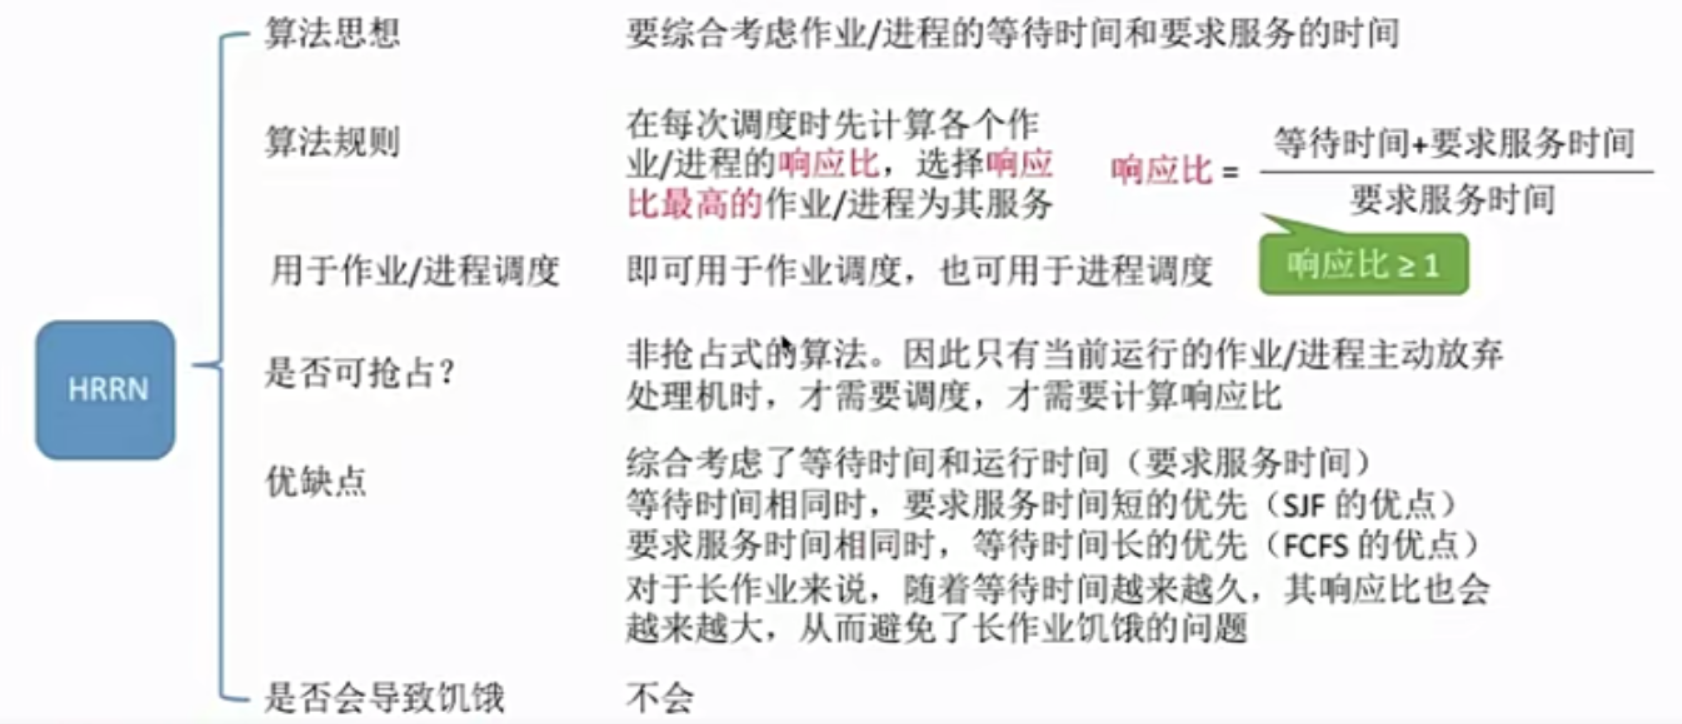 算法思想
要综合考虑作业/进程的等待时间和要求服务的时间
算法规则
在每次调度时先计算各个作
业/进程的响应比，选择响应
比最高的作业/进程为其服务
响应比 =
等待时间+要求服务时间
要求服务时间
响应比 ≥ 1
用于作业/进程调度
即可用于作业调度，也可用于进程调度
HRRN
是否可抢占？
非抢占式的算法。因此只有当前运行的作业/进程主动放弃
处理机时，才需要调度，才需要计算响应比
优缺点
综合考虑了等待时间和运行时间（要求服务时间）
等待时间相同时，要求服务时间短的优先（SJF 的优点）
要求服务时间相同时，等待时间长的优先（FCFS 的优点）
对于长作业来说，随着等待时间越来越久，其响应比也会
越来越大，从而避免了长作业饥饿的问题
是否会导致饥饿
不会